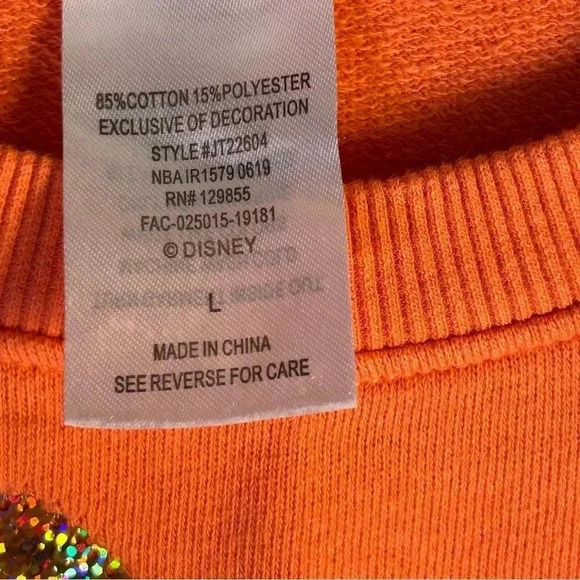 85%COTTON 15%POLYESTER
EXCLUSIVE OF DECORATION
STYLE #JT22604
NBA IR1579 0619
RN# 129855
FAC-025015-19181
© DISNEY
L
MADE IN CHINA
SEE REVERSE FOR CARE